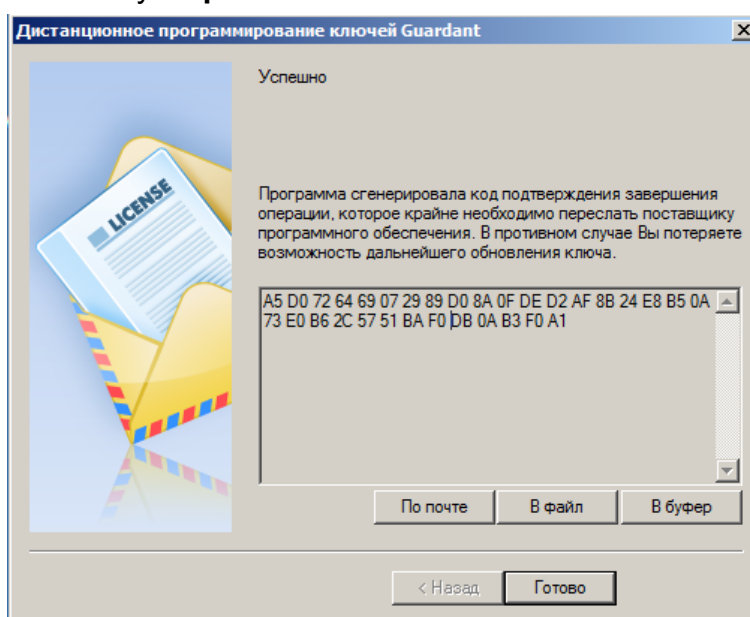 Дистанционное программирование ключей Guardant
Успешно
LICENSE
Программа сгенерировала код подтверждения завершения
операции, которое крайне необходимо переслать поставщику
программного обеспечения. В противном случае Вы потеряете
возможность дальнейшего обновления ключа.
A5 D0 72 64 69 07 29 89 D0 8A 0F DE D2 AF 8B 24 E8 B5 0A
73 E0 B6 2C 57 51 BA F0 DB 0A B3 F0 A1
По почте
В файл
В буфер
< Назад
Готово